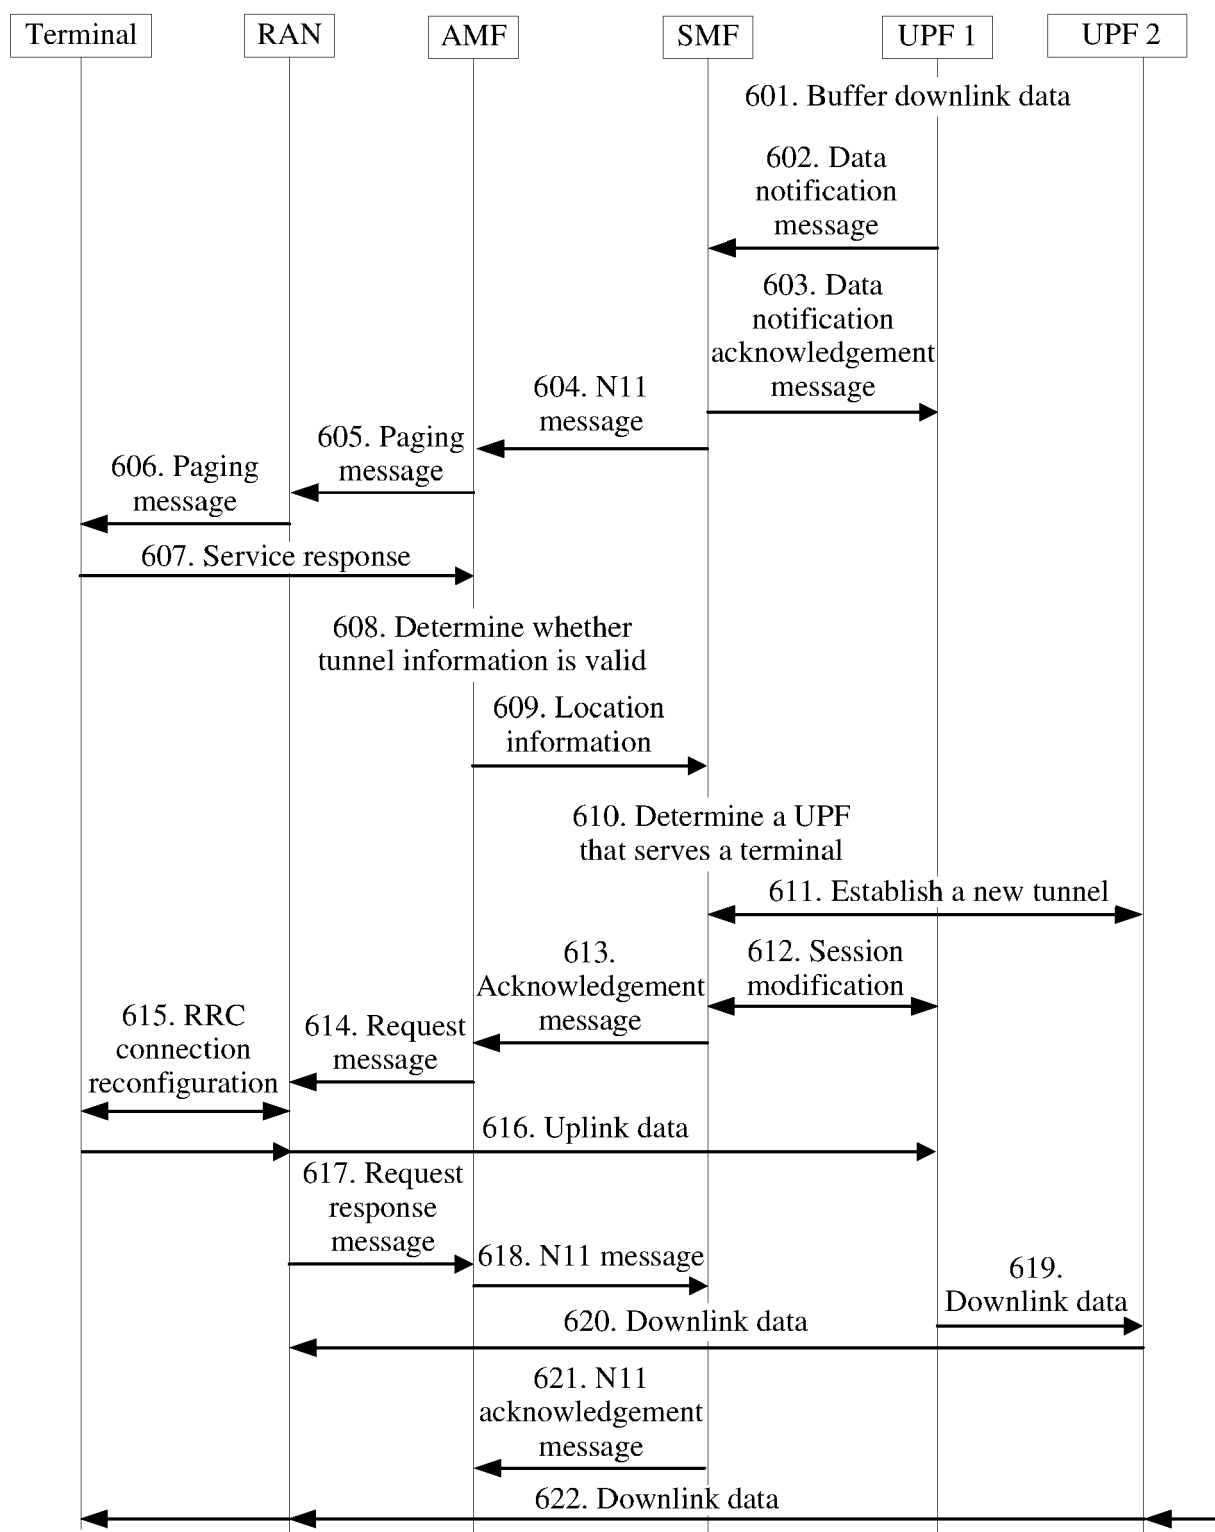 Terminal
RAN
AMF
SMF
UPF 1
UPF 2
601. Buffer downlink data
602. Data
notification
message
603. Data
notification
acknowledgement
message
604. N11
message
605. Paging
message
606. Paging
message
607. Service response
608. Determine whether
tunnel information is valid
609. Location
information
610. Determine a UPF
that serves a terminal
611. Establish a new tunnel
612. Session
modification
613.
Acknowledgement
message
614. Request
message
615. RRC
connection
reconfiguration
616. Uplink data
617. Request
response
message
618. N11 message
619.
Downlink data
620. Downlink data
621. N11
acknowledgement
message
622. Downlink data